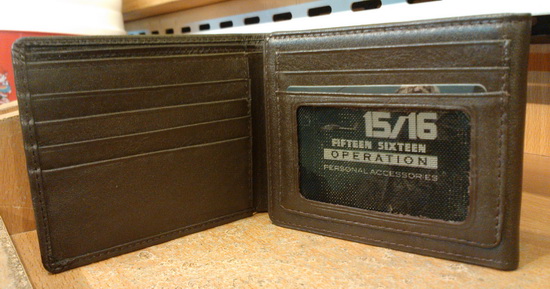 15/16
FIFTEEN SIXTEEN
OPERATION
PERSONAL ACCESSORIES